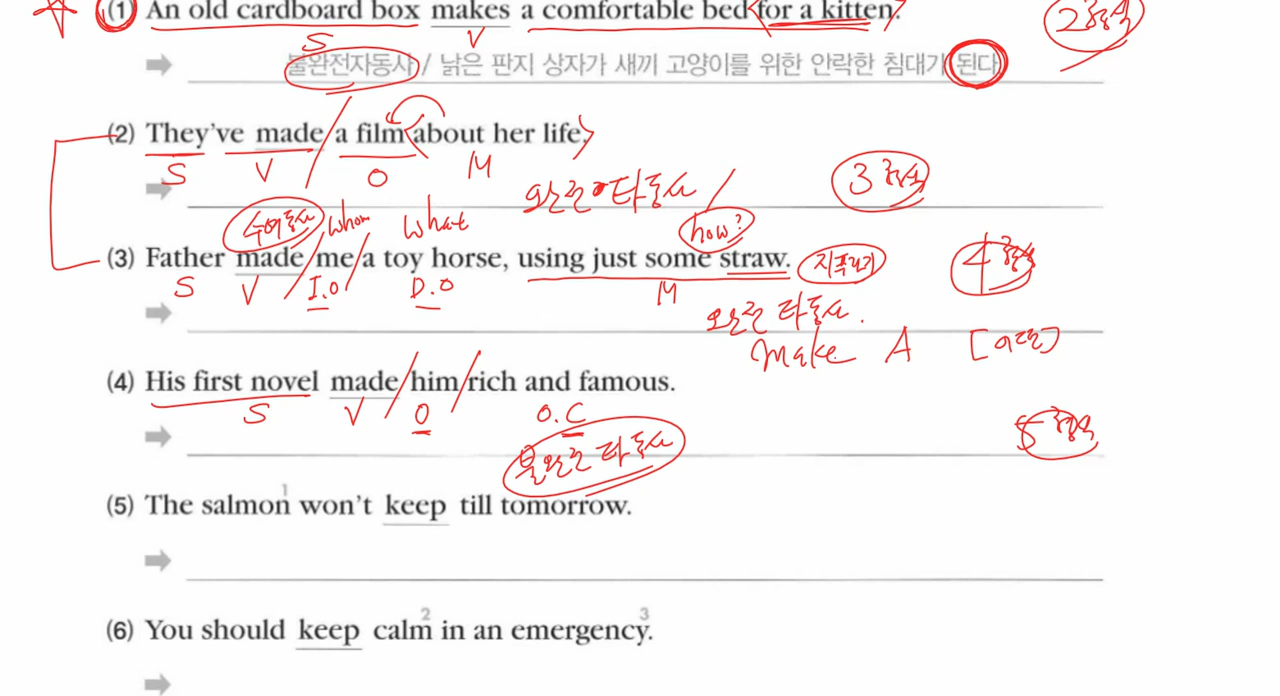 (1) An old cardboard box makes a comfortable bed for a kitten. 2형식
S V
불완전자동사 / 낡은 판지 상자가 새끼 고양이를 위한 안락한 침대가 된다
(2) They've made a film about her life.
S V O M
완전타동사 3형식
수여동사 whom what how?
(3) Father made me a toy horse, using just some straw. 지푸라기 4형식
S V I.O D.O M
완전타동사.
make A
(4) His first novel made him rich and famous.
S V O O.C 5형식
불완전타동사
(5) The salmon1 won't keep till tomorrow.
(6) You should keep calm2 in an emergency3.